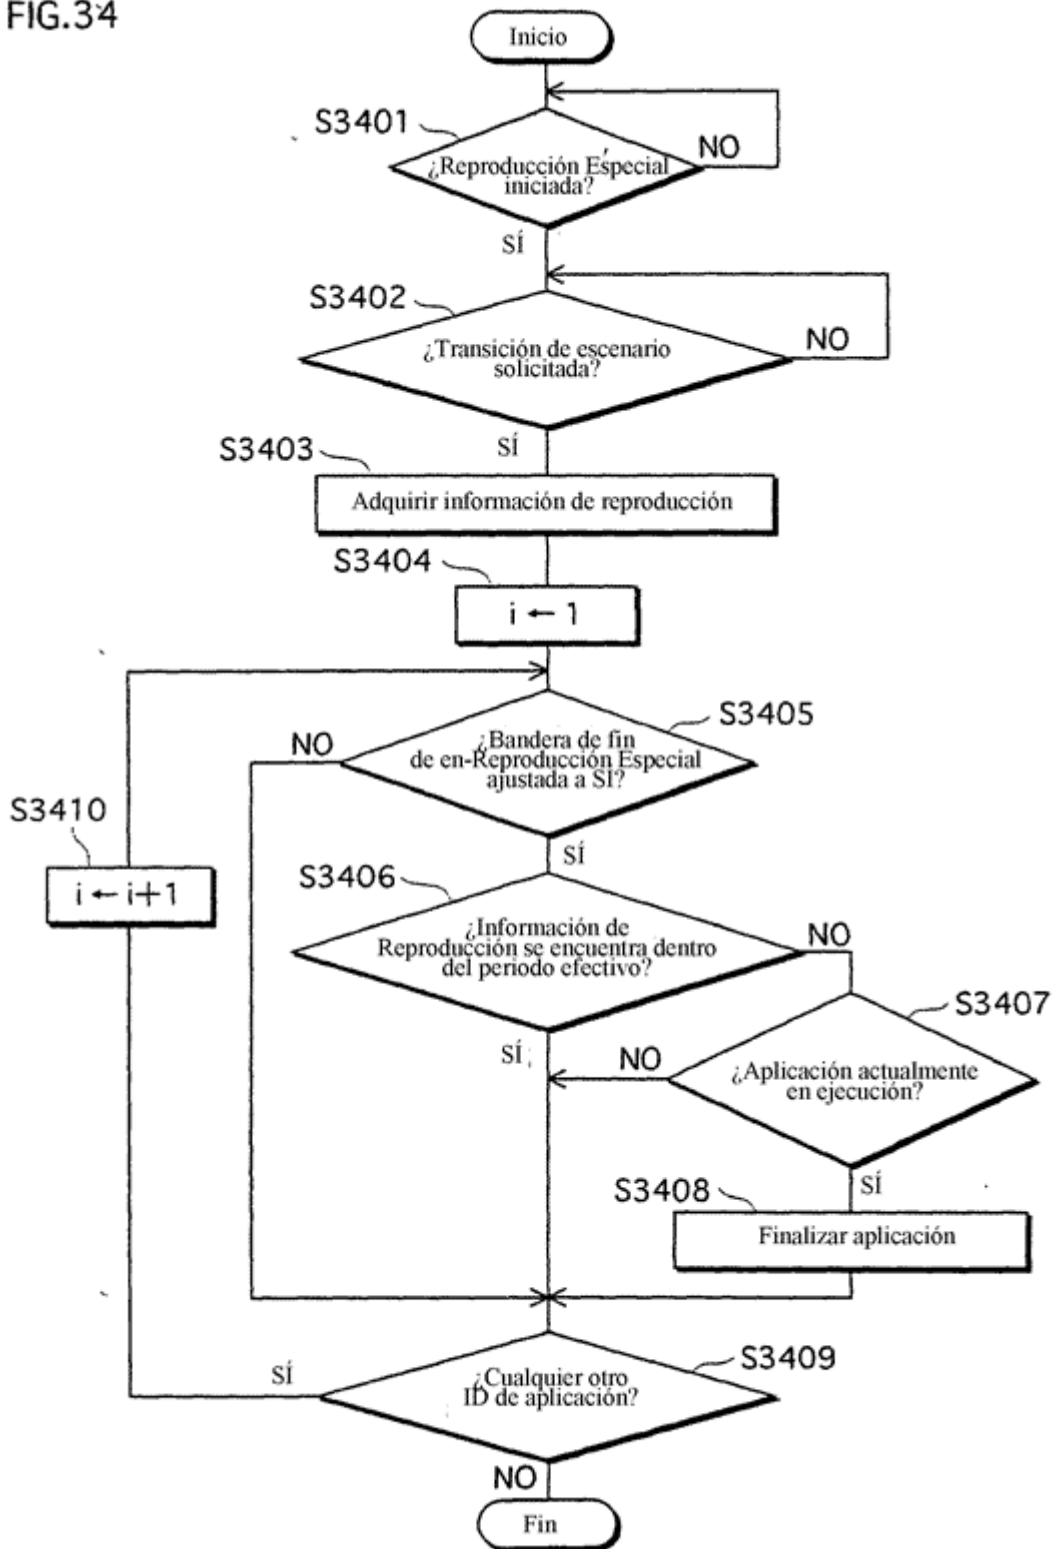 FIG.34
Inicio
S3401
¿Reproducción Especial
iniciada?
NO
SÍ
S3402
¿Transición de escenario
solicitada?
NO
SÍ
S3403
Adquirir información de reproducción
S3404
i ← 1
S3405
¿Bandera de fin
de en-Reproducción Especial
ajustada a SÍ?
NO
SÍ
S3410
i ← i+1
S3406
¿Información de
Reproducción se encuentra dentro
del periodo efectivo?
NO
SÍ
S3407
¿Aplicación actualmente
en ejecución?
NO
SÍ
S3408
Finalizar aplicación
S3409
¿Cualquier otro
ID de aplicación?
SÍ
NO
Fin